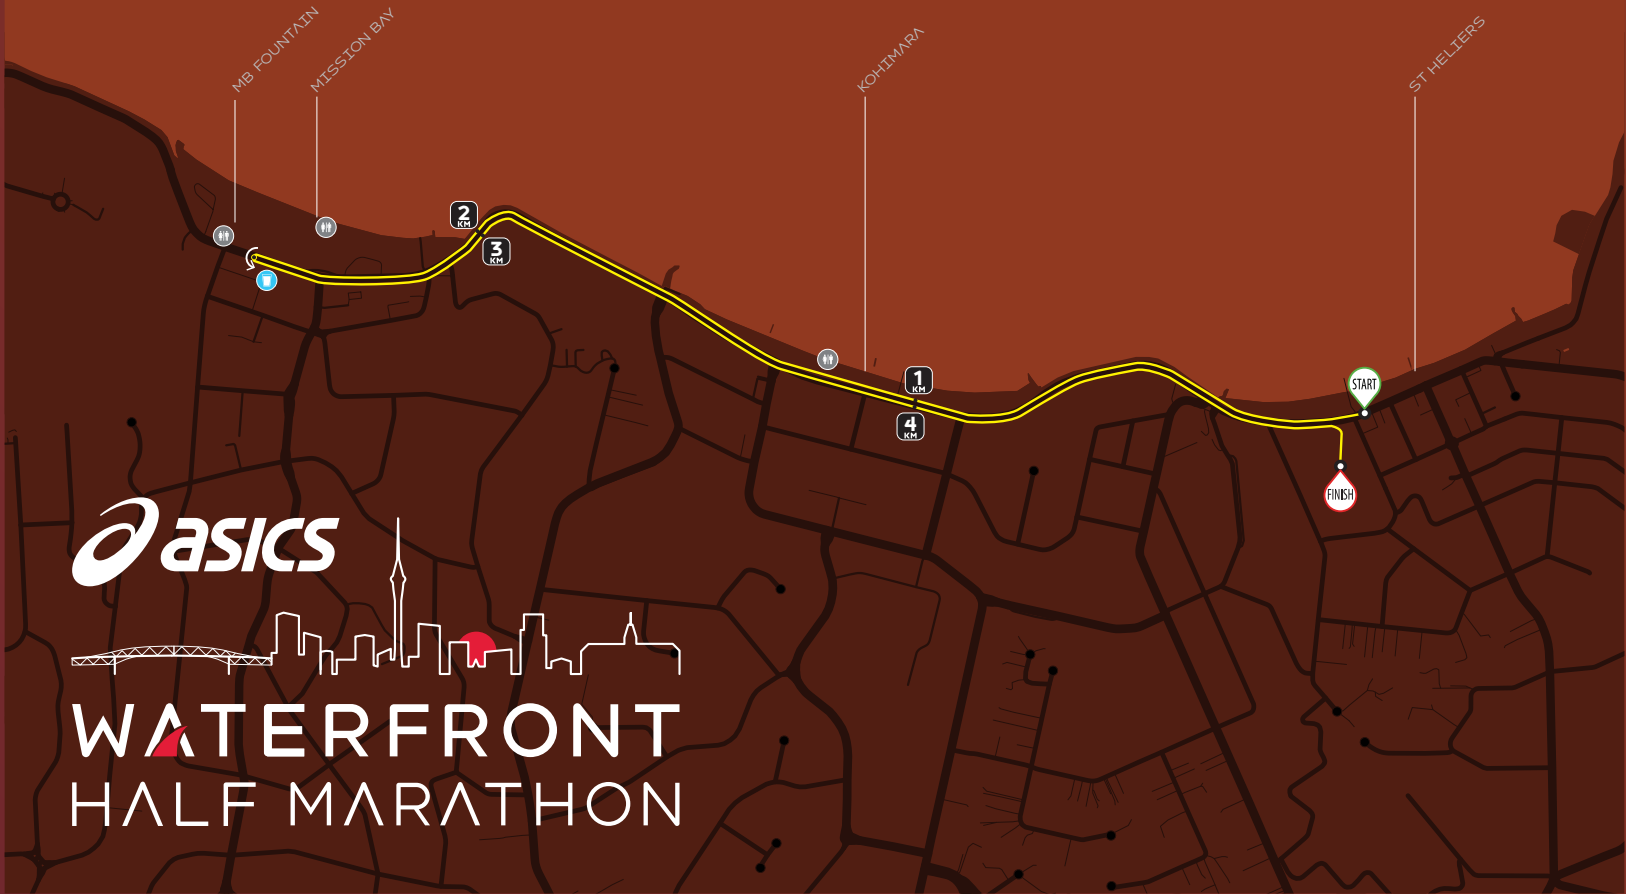 MB FOUNTAIN
MISSION BAY
KOHIMARA
ST HELIERS
2
KM
3
KM
1
KM
4
KM
START
FINISH
asics
WATERFRONT
HALF MARATHON